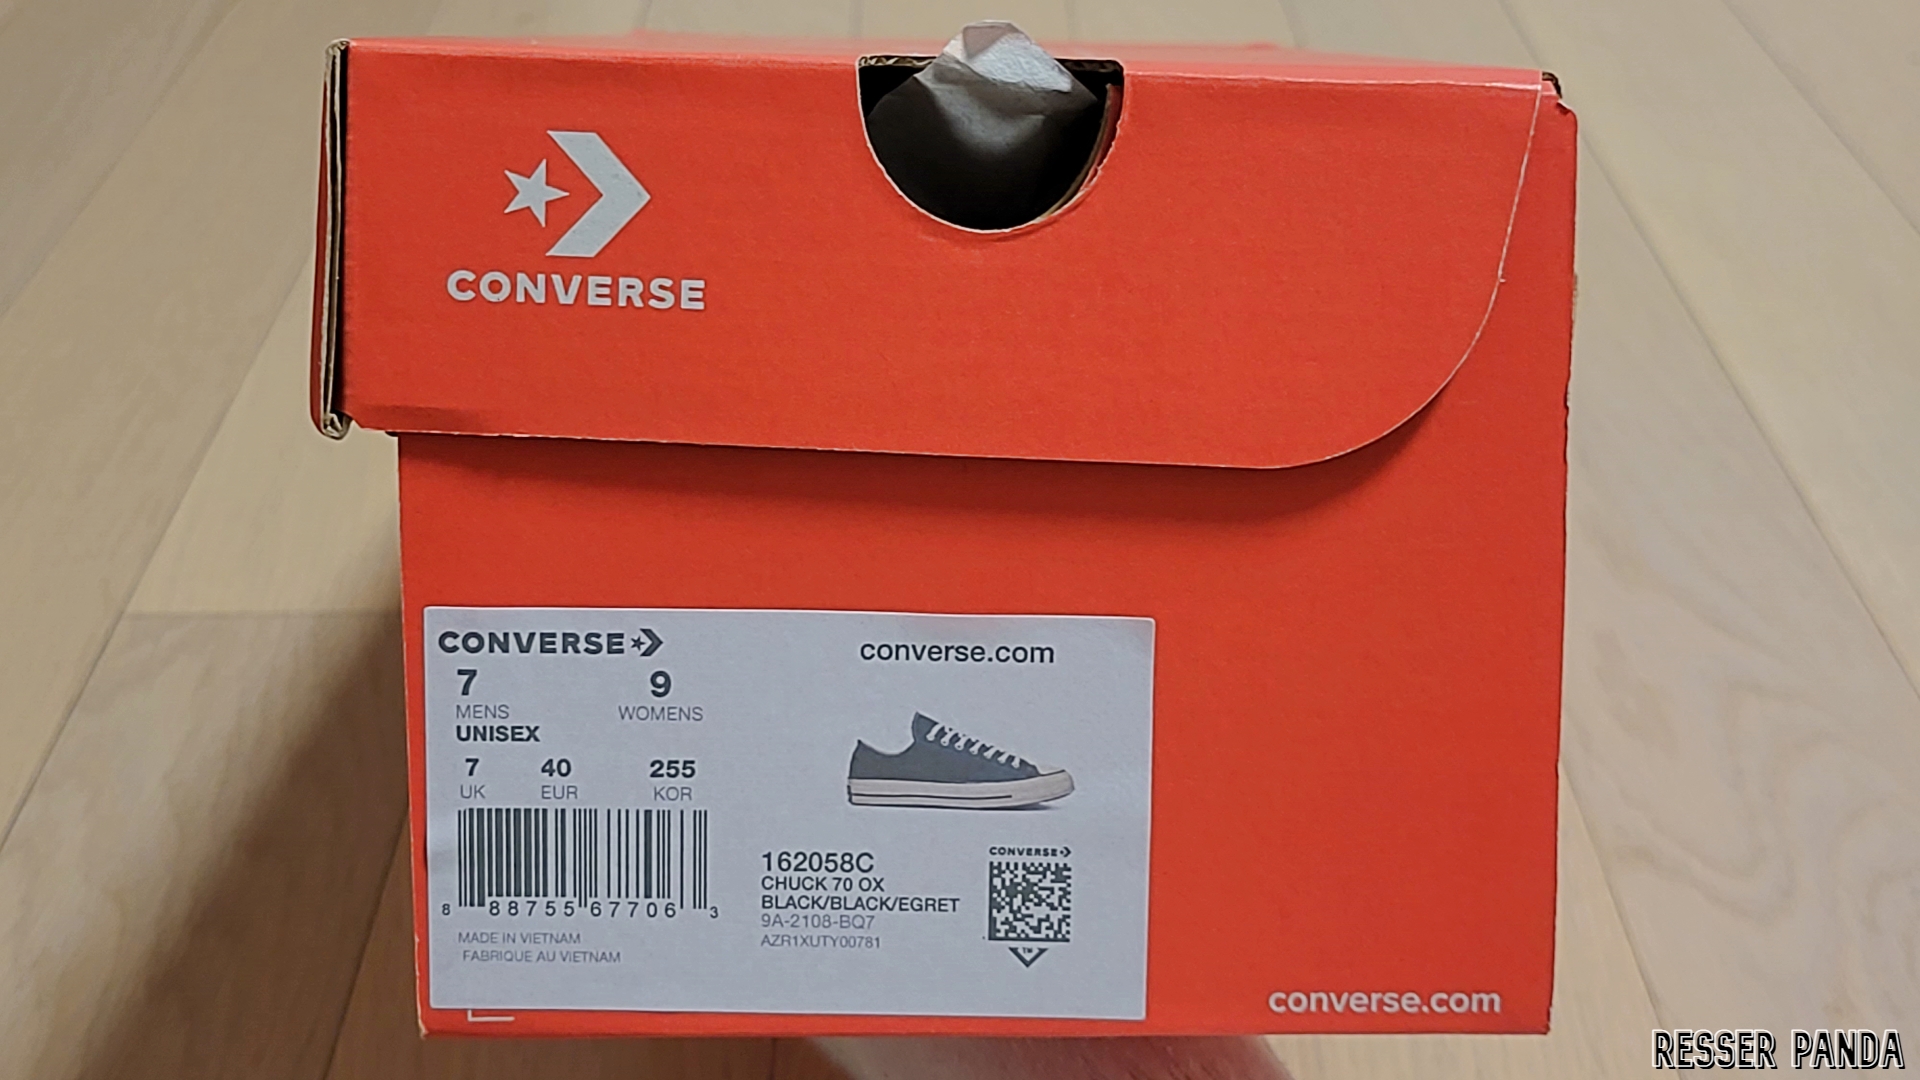 CONVERSE
CONVERSE
converse.com
7 9
MENS WOMENS
UNISEX
7 40 255
UK EUR KOR
8 88755 67706 3
MADE IN VIETNAM
FABRIQUE AU VIETNAM
162058C
CHUCK 70 OX
BLACK/BLACK/EGRET
9A-2108-BQ7
AZR1XUTY00781
CONVERSE
TM
converse.com
RESSER PANDA